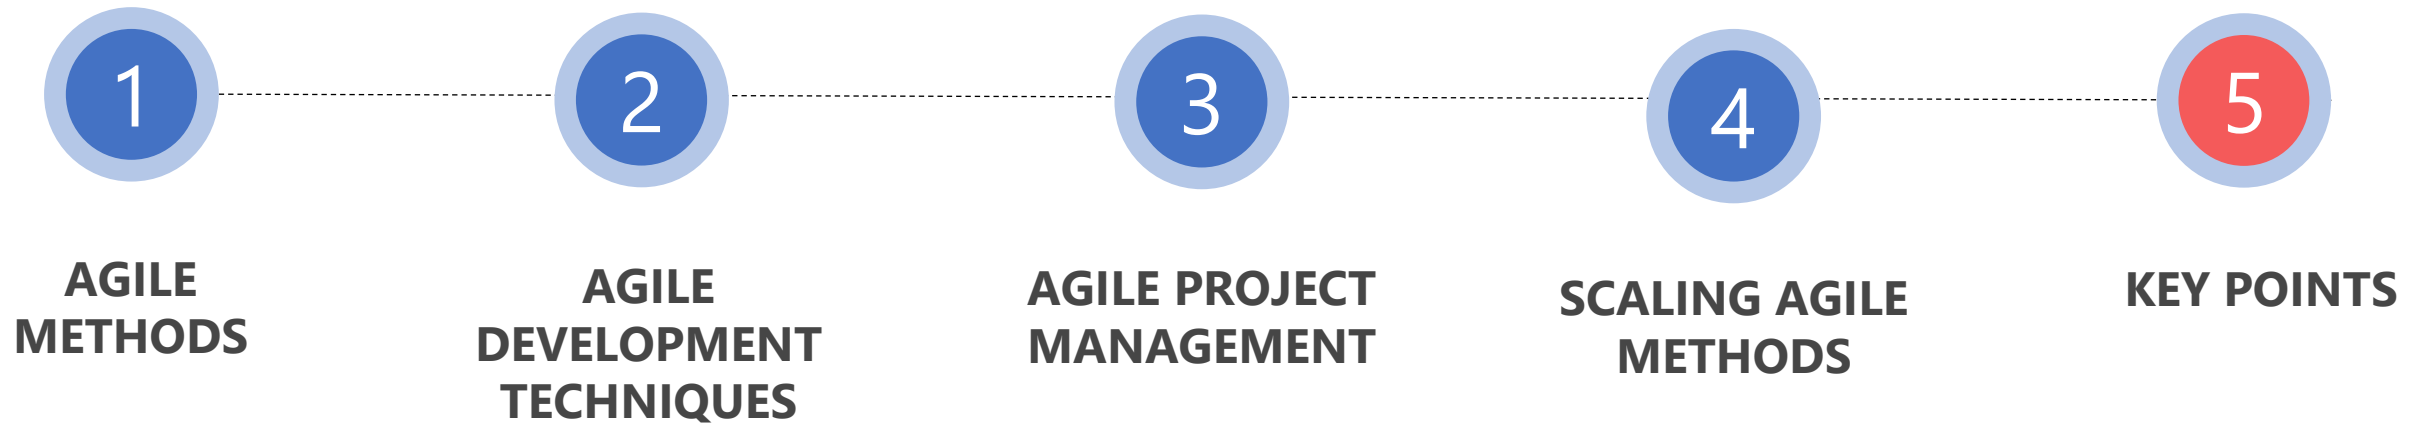 1
2
3
4
5
AGILE
METHODS
AGILE
DEVELOPMENT
TECHNIQUES
AGILE PROJECT
MANAGEMENT
SCALING AGILE
METHODS
KEY POINTS